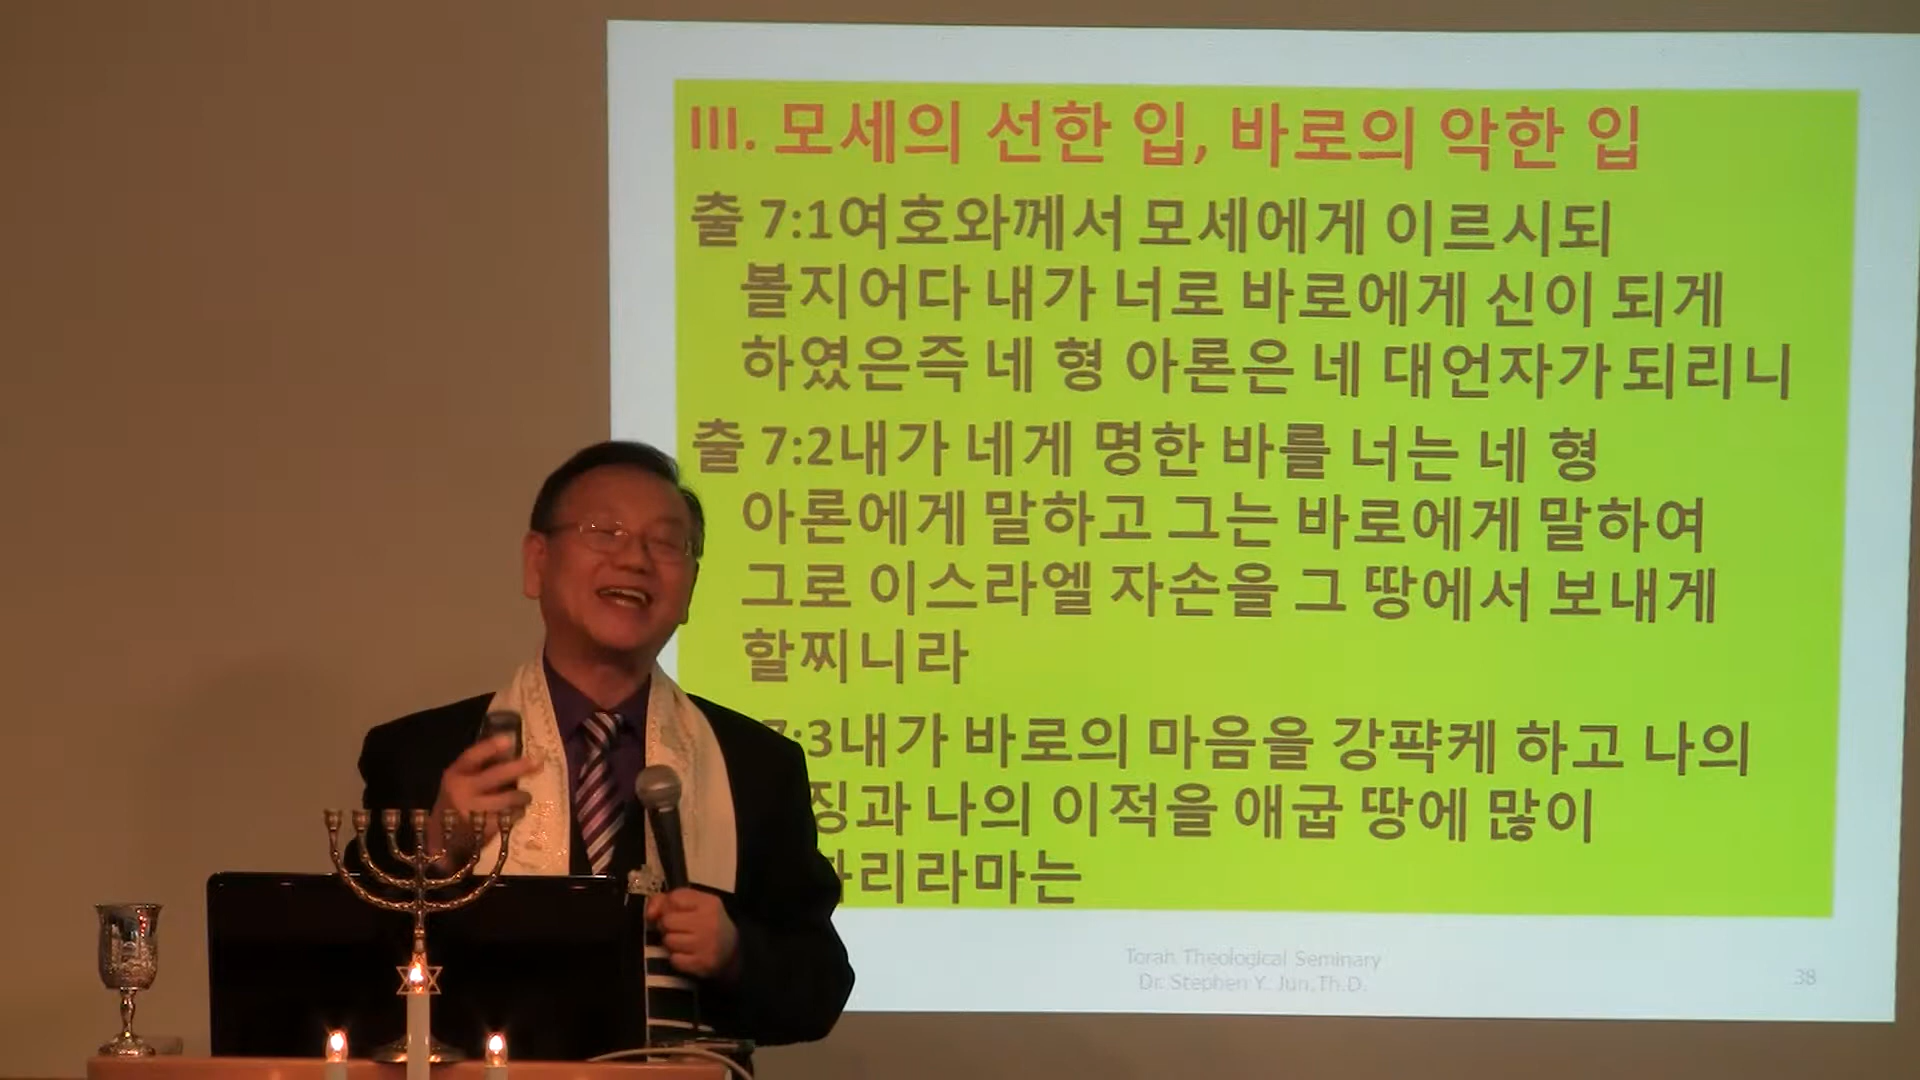 III. 모세의 선한 입, 바로의 악한 입
출 7:1여호와께서 모세에게 이르시되
볼지어다 내가 너로 바로에게 신이 되게
하였은즉 네 형 아론은 네 대언자가 되리니
출 7:2내가 네게 명한 바를 너는 네 형
아론에게 말하고 그는 바로에게 말하여
그로 이스라엘 자손을 그 땅에서 보내게
할찌니라
7:3내가 바로의 마음을 강퍅케 하고 나의
징과 나의 이적을 애굽 땅에 많이
하리라마는
Torah Theological Seminary
Dr. Stephen Y. Jun,Th.D.
38